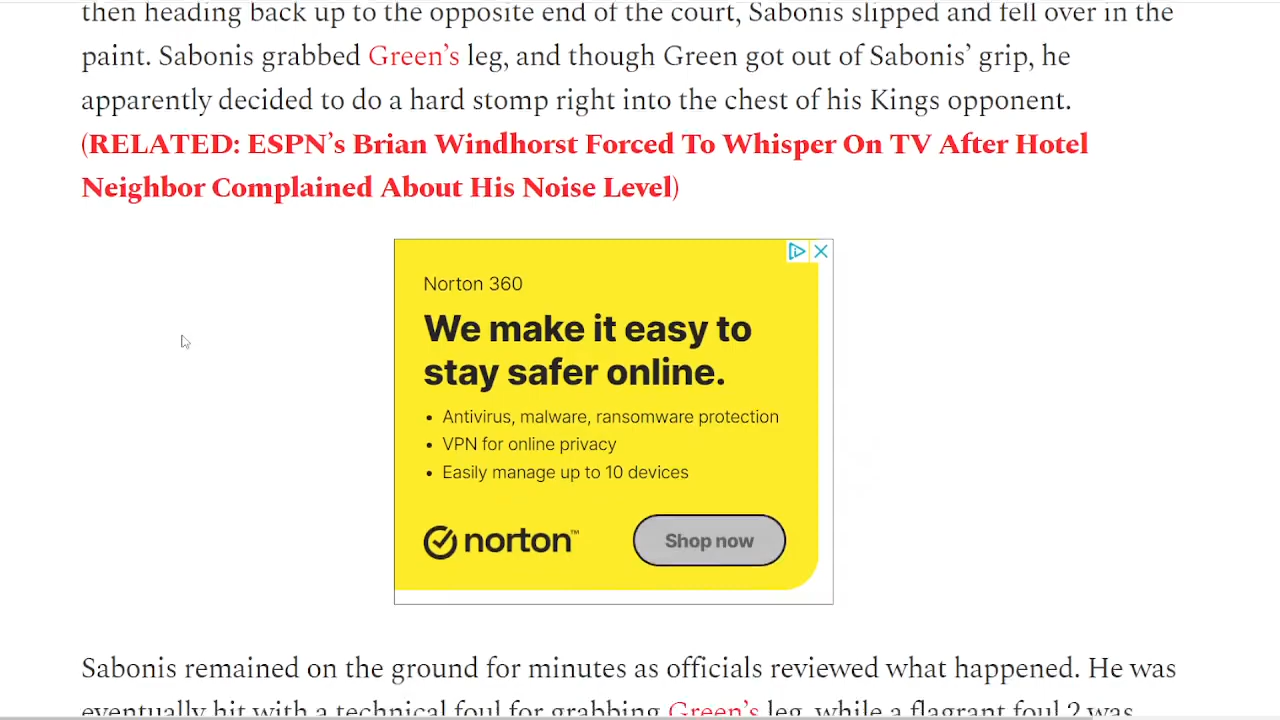 then heading back up to the opposite end of the court, Sabonis slipped and fell over in the
paint. Sabonis grabbed Green’s leg, and though Green got out of Sabonis’ grip, he
apparently decided to do a hard stomp right into the chest of his Kings opponent.
(RELATED: ESPN’s Brian Windhorst Forced To Whisper On TV After Hotel
Neighbor Complained About His Noise Level)
Norton 360
We make it easy to
stay safer online.
• Antivirus, malware, ransomware protection
• VPN for online privacy
• Easily manage up to 10 devices
norton™
Shop now
Sabonis remained on the ground for minutes as officials reviewed what happened. He was
eventually hit with a technical foul for grabbing Green’s leg, while a flagrant foul 2 was